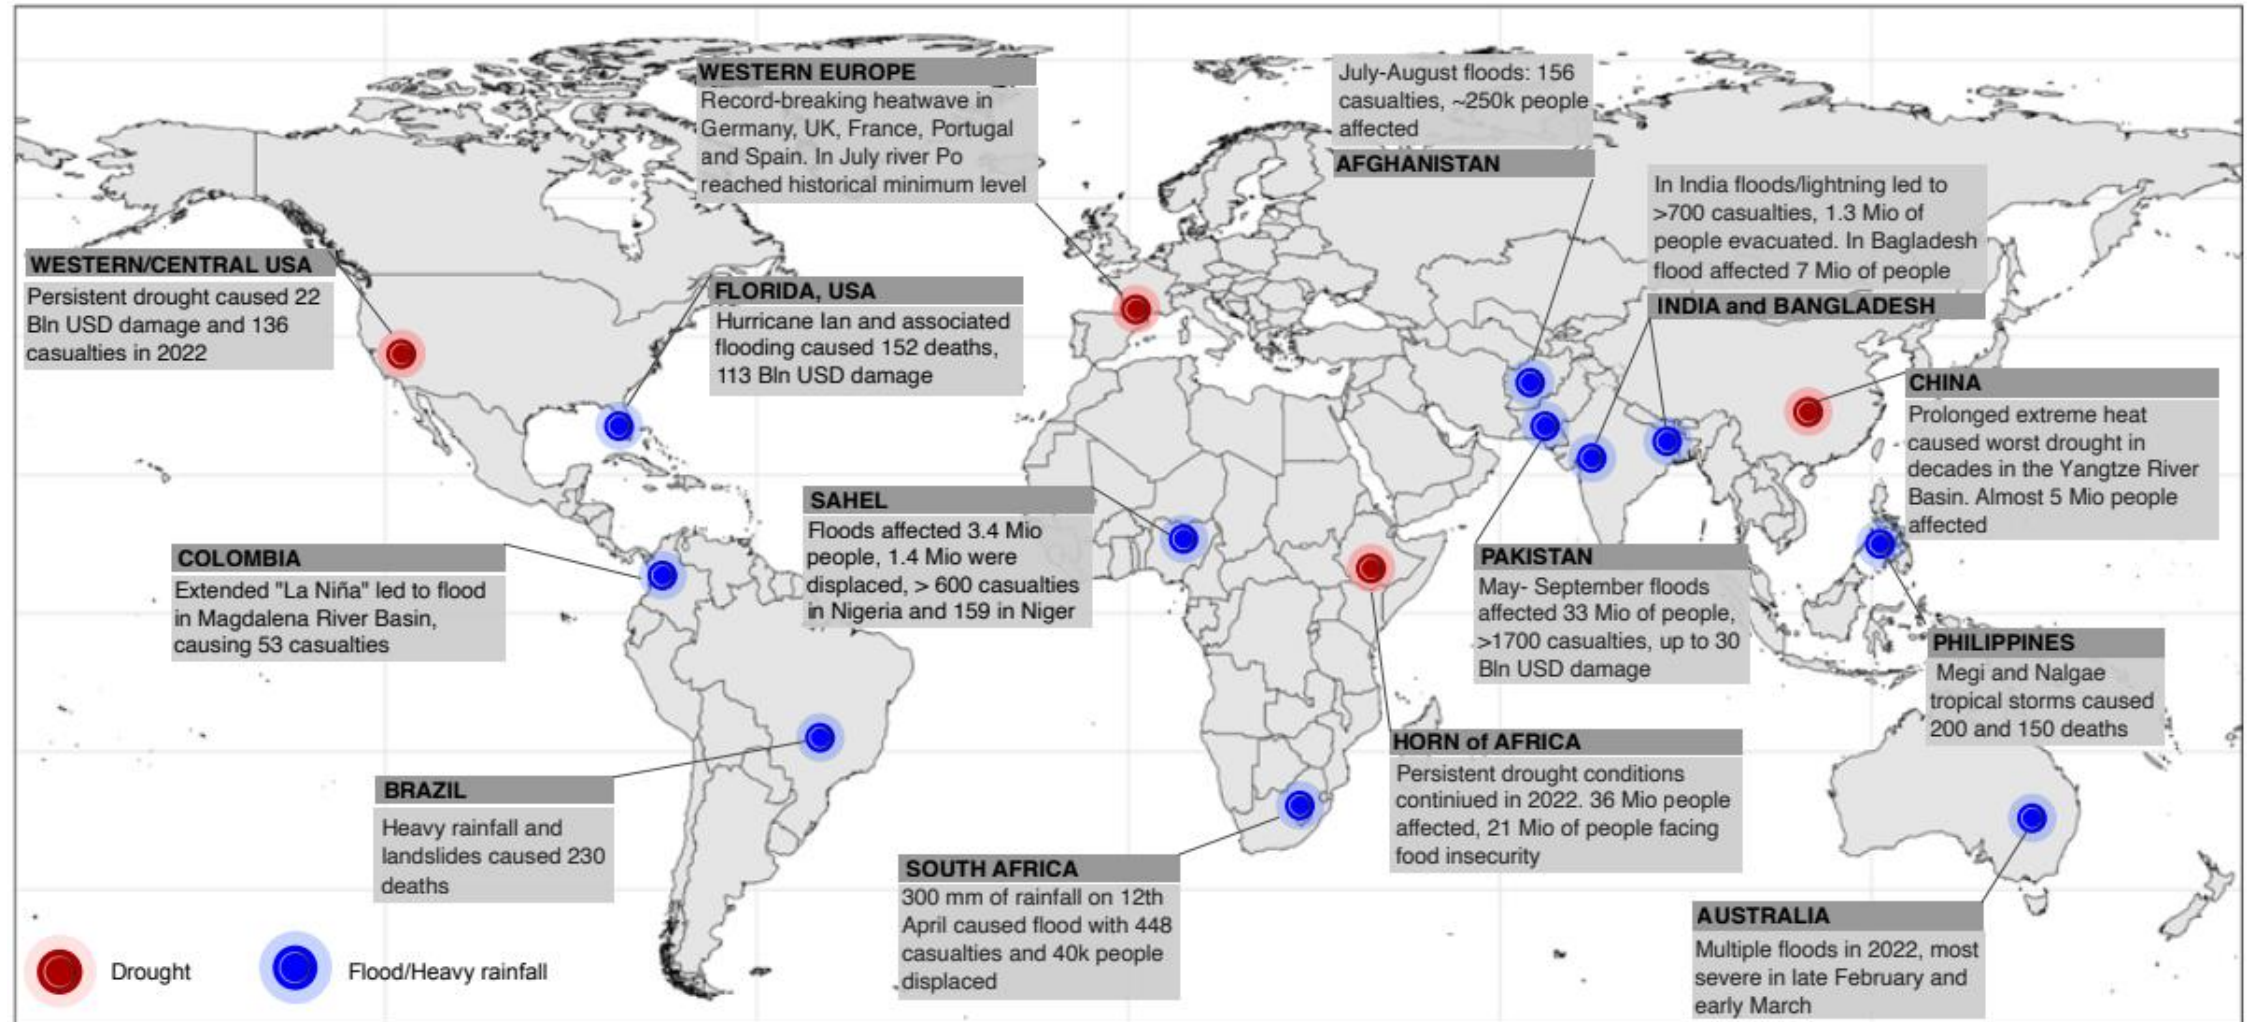 WESTERN EUROPE
Record-breaking heatwave in
Germany, UK, France, Portugal
and Spain. In July river Po
reached historical minimum level
July-August floods: 156
casualties, ~250k people
affected
AFGHANISTAN
In India floods/lightning led to
>700 casualties, 1.3 Mio of
people evacuated. In Bagladesh
flood affected 7 Mio of people
INDIA and BANGLADESH
WESTERN/CENTRAL USA
Persistent drought caused 22
Bln USD damage and 136
casualties in 2022
FLORIDA, USA
Hurricane Ian and associated
flooding caused 152 deaths,
113 Bln USD damage
CHINA
Prolonged extreme heat
caused worst drought in
decades in the Yangtze River
Basin. Almost 5 Mio people
affected
SAHEL
Floods affected 3.4 Mio
people, 1.4 Mio were
displaced, > 600 casualties
in Nigeria and 159 in Niger
COLOMBIA
Extended "La Niña" led to flood
in Magdalena River Basin,
causing 53 casualties
PAKISTAN
May- September floods
affected 33 Mio of people,
>1700 casualties, up to 30
Bln USD damage
PHILIPPINES
Megi and Nalgae
tropical storms caused
200 and 150 deaths
HORN of AFRICA
Persistent drought conditions
continiued in 2022. 36 Mio people
affected, 21 Mio of people facing
food insecurity
BRAZIL
Heavy rainfall and
landslides caused 230
deaths
SOUTH AFRICA
300 mm of rainfall on 12th
April caused flood with 448
casualties and 40k people
displaced
AUSTRALIA
Multiple floods in 2022, most
severe in late February and
early March
Drought
Flood/Heavy rainfall